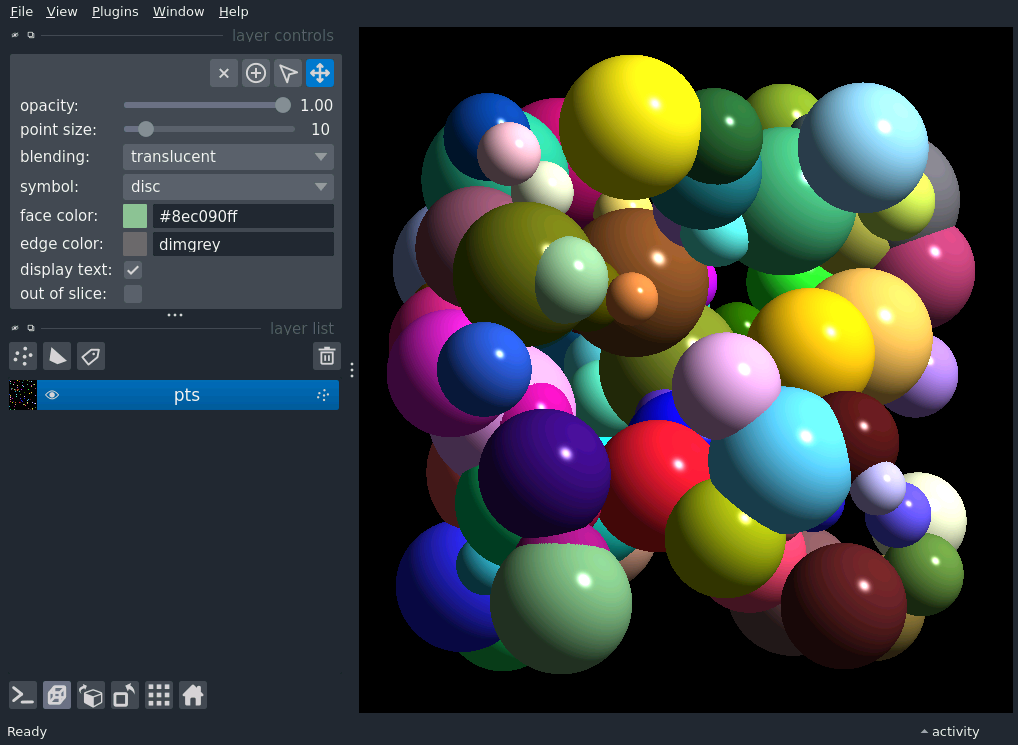 File View Plugins Window Help
layer controls
opacity: 1.00
point size: 10
blending: translucent
symbol: disc
face color: #8ec090ff
edge color: dimgrey
display text:
out of slice:
layer list
pts
Ready activity